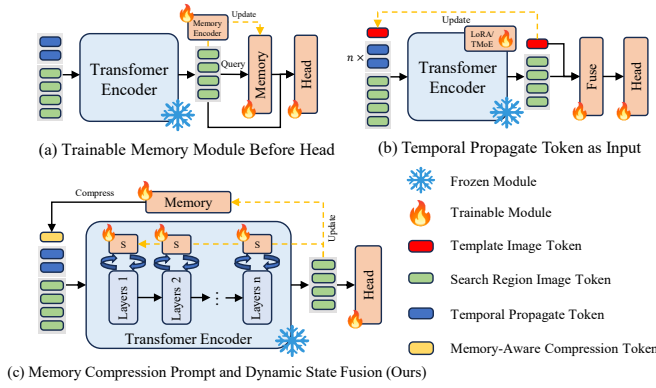 Memory
Encoder
Update
Transfomer
Encoder
Query
Memory
Head
(a) Trainable Memory Module Before Head
Update
n ×
LoRA/
TMoE
Transfomer
Encoder
Fuse
Head
(b) Temporal Propagate Token as Input
Compress
Memory
Update
S
S
S
Layers 1
Layers 2
...
Layers n
Transfomer Encoder
Head
(c) Memory Compression Prompt and Dynamic State Fusion (Ours)
Frozen Module
Trainable Module
Template Image Token
Search Region Image Token
Temporal Propagate Token
Memory-Aware Compression Token